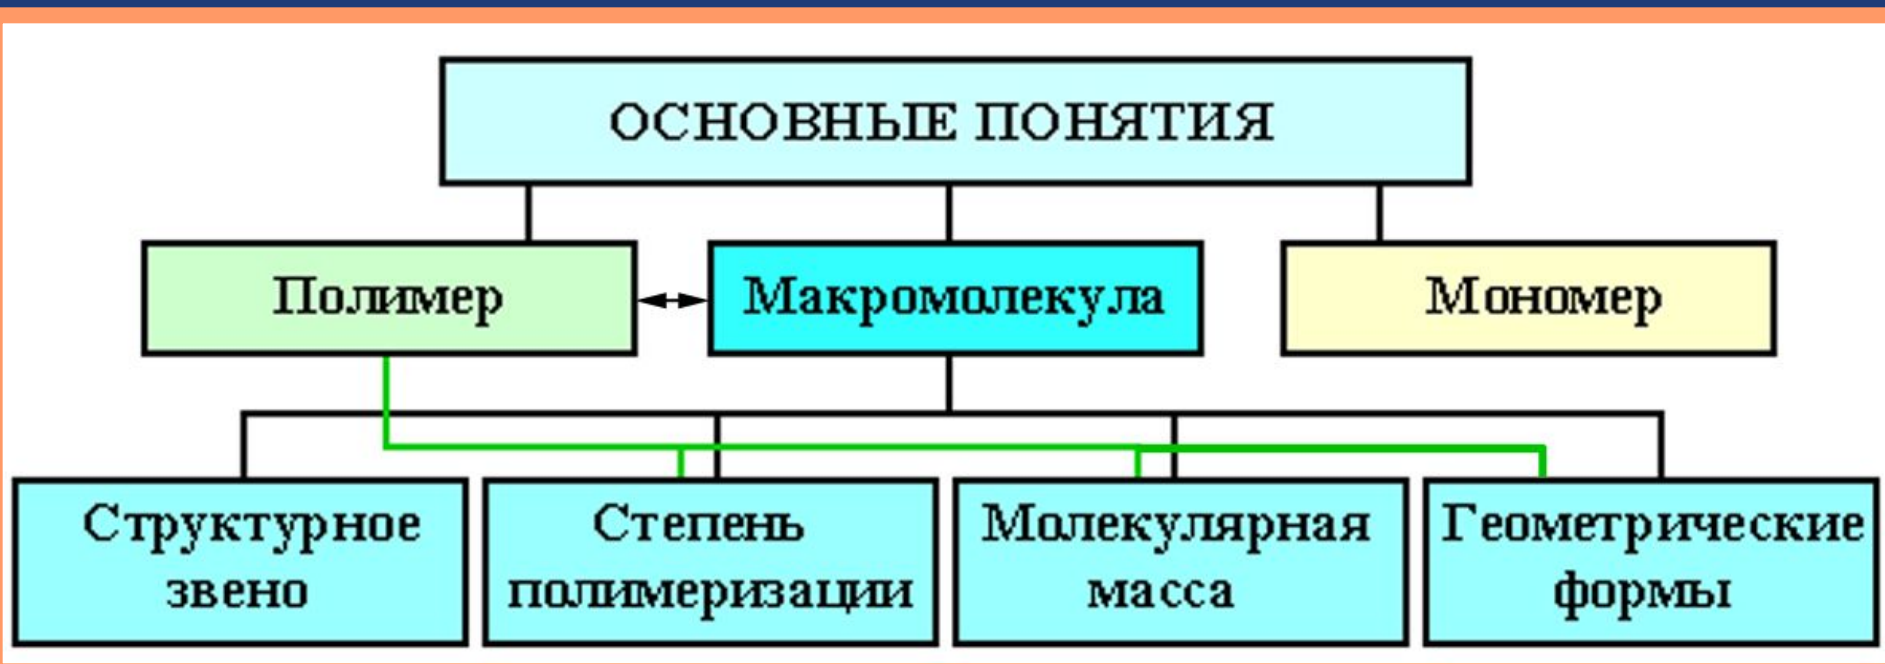 ОСНОВНЫЕ ПОНЯТИЯ
Полимер
Макромолекула
Мономер
Структурное
звено
Степень
полимеризации
Молекулярная
масса
Геометрические
формы